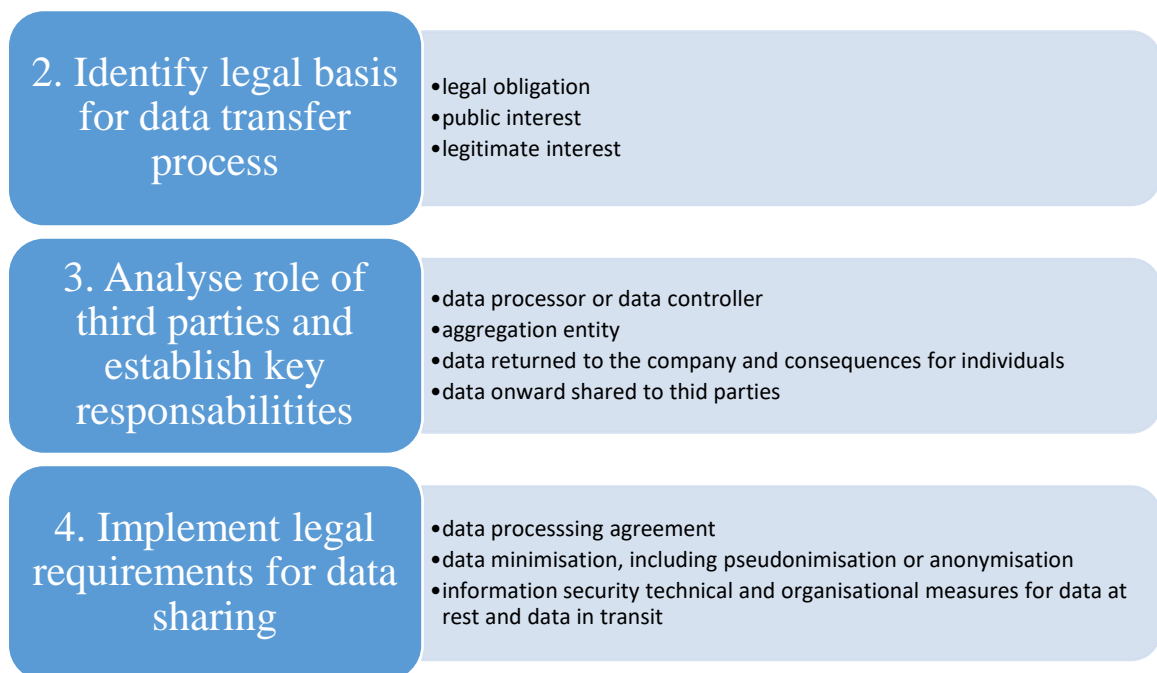 2. Identify legal basis
for data transfer
process
•legal obligation
•public interest
•legitimate interest
3. Analyse role of
third parties and
establish key
responsabilitites
•data processor or data controller
•aggregation entity
•data returned to the company and consequences for individuals
•data onward shared to thid parties
4. Implement legal
requirements for data
sharing
•data processsing agreement
•data minimisation, including pseudonimisation or anonymisation
•information security technical and organisational measures for data at
rest and data in transit